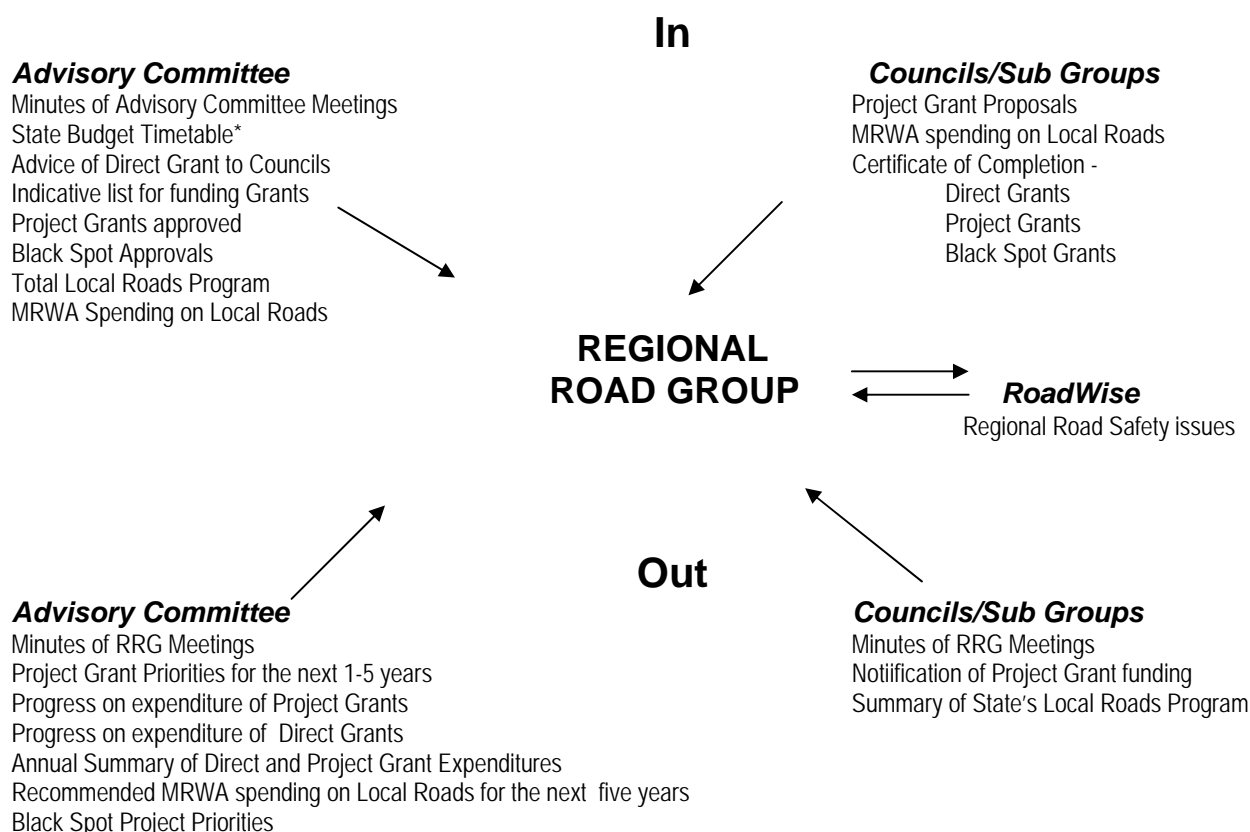 In
Advisory Committee
Minutes of Advisory Committee Meetings
State Budget Timetable*
Advice of Direct Grant to Councils
Indicative list for funding Grants
Project Grants approved
Black Spot Approvals
Total Local Roads Program
MRWA Spending on Local Roads
Councils/Sub Groups
Project Grant Proposals
MRWA spending on Local Roads
Certificate of Completion -
Direct Grants
Project Grants
Black Spot Grants
REGIONAL
ROAD GROUP
RoadWise
Regional Road Safety issues
Out
Advisory Committee
Minutes of RRG Meetings
Project Grant Priorities for the next 1-5 years
Progress on expenditure of Project Grants
Progress on expenditure of Direct Grants
Annual Summary of Direct and Project Grant Expenditures
Recommended MRWA spending on Local Roads for the next five years
Black Spot Project Priorities
Councils/Sub Groups
Minutes of RRG Meetings
Notiification of Project Grant funding
Summary of State's Local Roads Program